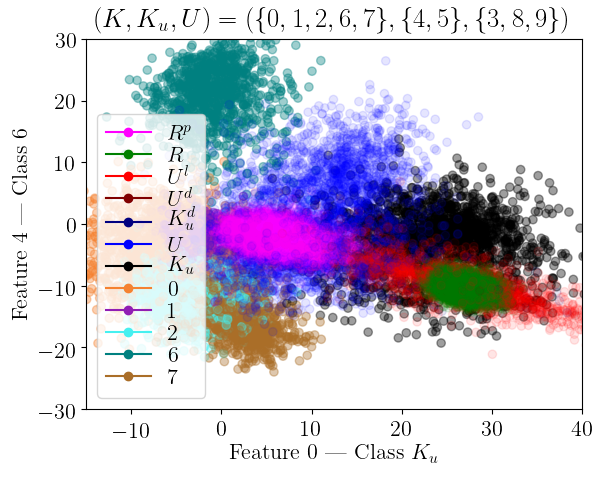 (K, K_u, U) = ({0, 1, 2, 6, 7}, {4, 5}, {3, 8, 9})
30
20
10
0
−10
−20
−30
Feature 4 — Class 6
R^p
R
U^l
U^d
K_u^d
U
K_u
0
1
2
6
7
−10
0
10
20
30
40
Feature 0 — Class K_u